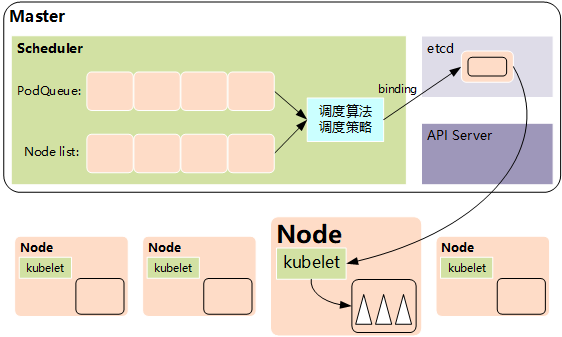 Master
Scheduler
etcd
PodQueue:
binding
调度算法
调度策略
API Server
Node list:
Node
kubelet
Node
kubelet
Node
kubelet
Node
kubelet